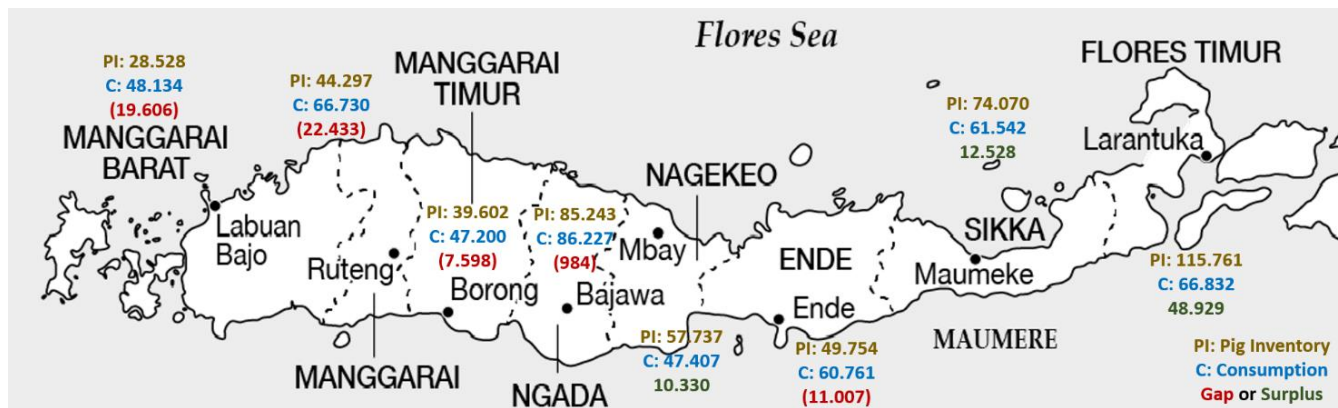 Flores Sea
PI: 28.528
C: 48.134
(19.606)
MANGGARAI
BARAT
Labuan
Bajo
PI: 44.297
C: 66.730
(22.433)
Ruteng
MANGGARAI
MANGGARAI
TIMUR
PI: 39.602
C: 47.200
(7.598)
Borong
PI: 85.243
C: 86.227
(984)
Bajawa
NGADA
NAGEKEO
Mbay
PI: 57.737
C: 47.407
10.330
ENDE
Ende
PI: 49.754
C: 60.761
(11.007)
PI: 74.070
C: 61.542
12.528
SIKKA
Maumeke
MAUMERE
FLORES TIMUR
Larantuka
PI: 115.761
C: 66.832
48.929
PI: Pig Inventory
C: Consumption
Gap or Surplus